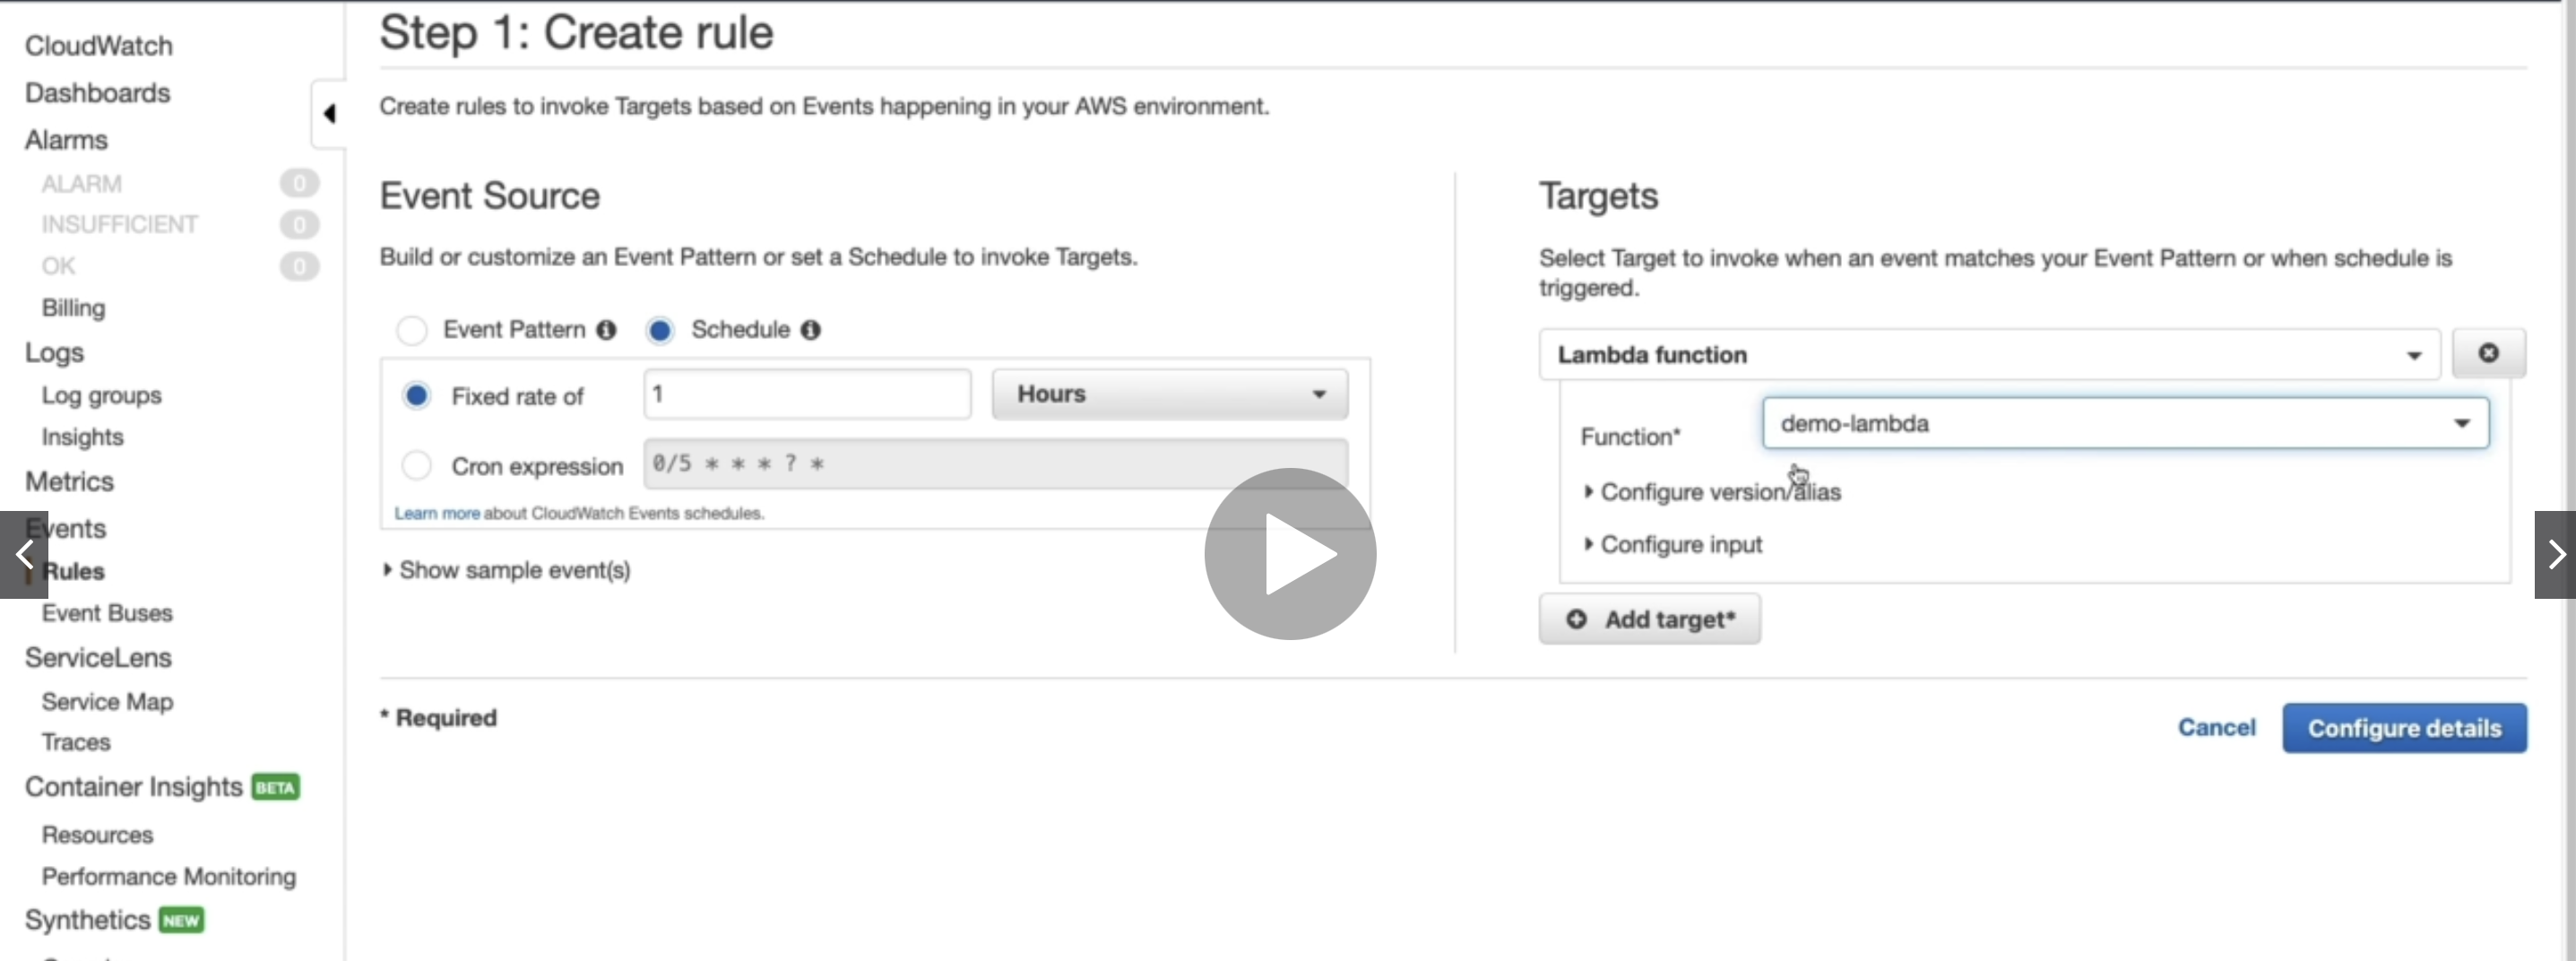 CloudWatch
Dashboards
Alarms
ALARM 0
INSUFFICIENT 0
OK 0
Billing
Logs
Log groups
Insights
Metrics
Events
Rules
Event Buses
ServiceLens
Service Map
Traces
Container Insights BETA
Resources
Performance Monitoring
Synthetics NEW
Step 1: Create rule
Create rules to invoke Targets based on Events happening in your AWS environment.
Event Source
Build or customize an Event Pattern or set a Schedule to invoke Targets.
Event Pattern Schedule
Fixed rate of 1 Hours
Cron expression 0/5 * * * ? *
Learn more about CloudWatch Events schedules.
Show sample event(s)
Targets
Select Target to invoke when an event matches your Event Pattern or when schedule is
triggered.
Lambda function
Function* demo-lambda
Configure version/alias
Configure input
Add target*
* Required
Cancel Configure details